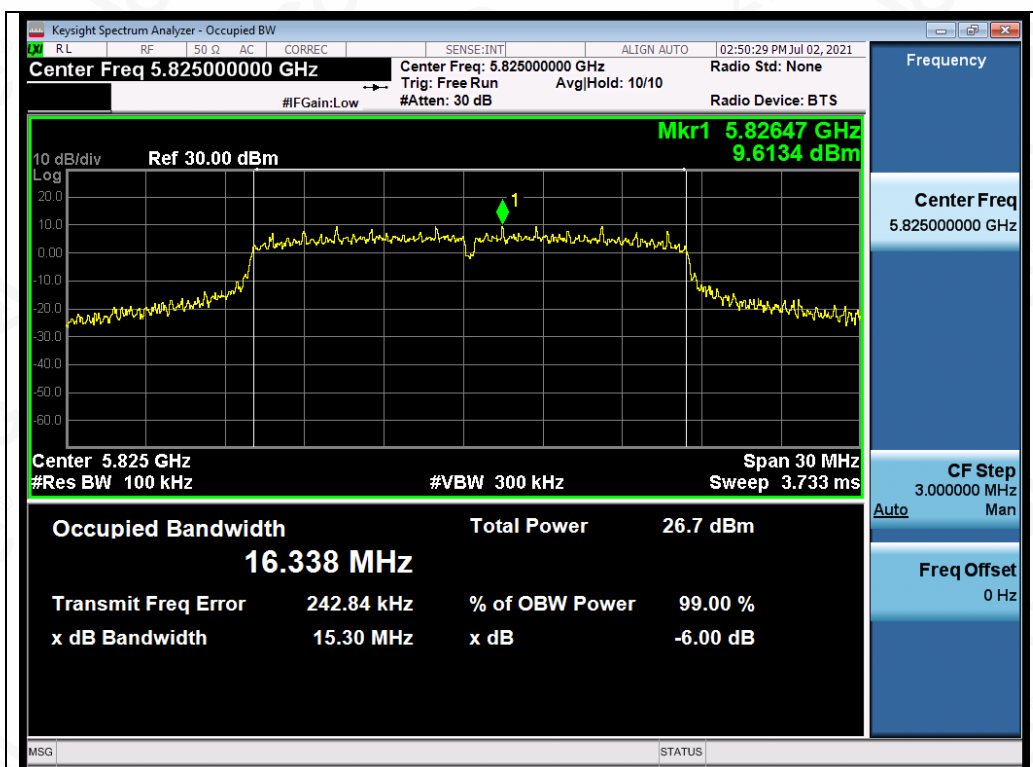 Keysight Spectrum Analyzer - Occupied BW
LXI RL RF 50 Ω AC CORREC SENSE:INT ALIGN AUTO 02:50:29 PM Jul 02, 2021
Center Freq 5.825000000 GHz Center Freq: 5.825000000 GHz Radio Std: None
Trig: Free Run Avg|Hold: 10/10
#IFGain:Low #Atten: 30 dB Radio Device: BTS
Mkr1 5.82647 GHz
9.6134 dBm
10 dB/div Ref 30.00 dBm
Log
20.0
10.0
0.00
-10.0
-20.0
-30.0
-40.0
-50.0
-60.0
1
Center 5.825 GHz Span 30 MHz
#Res BW 100 kHz #VBW 300 kHz Sweep 3.733 ms
Occupied Bandwidth Total Power 26.7 dBm
16.338 MHz
Transmit Freq Error 242.84 kHz % of OBW Power 99.00 %
x dB Bandwidth 15.30 MHz x dB -6.00 dB
Frequency
Center Freq
5.825000000 GHz
CF Step
3.000000 MHz
Auto Man
Freq Offset
0 Hz
MSG STATUS